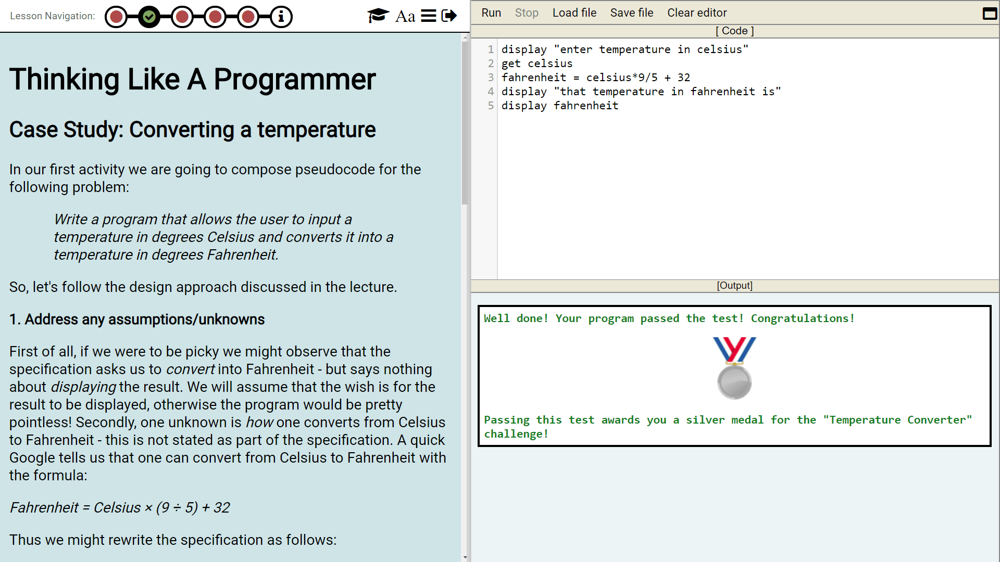 Lesson Navigation:
Aa
Thinking Like A Programmer
Case Study: Converting a temperature
In our first activity we are going to compose pseudocode for the
following problem:
Write a program that allows the user to input a
temperature in degrees Celsius and converts it into a
temperature in degrees Fahrenheit.
So, let's follow the design approach discussed in the lecture.
1. Address any assumptions/unknowns
First of all, if we were to be picky we might observe that the
specification asks us to convert into Fahrenheit - but says nothing
about displaying the result. We will assume that the wish is for the
result to be displayed, otherwise the program would be pretty
pointless! Secondly, one unknown is how one converts from Celsius
to Fahrenheit - this is not stated as part of the specification. A quick
Google tells us that one can convert from Celsius to Fahrenheit with
the formula:
Fahrenheit = Celsius × (9 ÷ 5) + 32
Thus we might rewrite the specification as follows:
Run Stop Load file Save file Clear editor
[ Code ]
1 display "enter temperature in celsius"
2 get celsius
3 fahrenheit = celsius*9/5 + 32
4 display "that temperature in fahrenheit is"
5 display fahrenheit
[Output]
Well done! Your program passed the test! Congratulations!
Passing this test awards you a silver medal for the "Temperature Converter"
challenge!